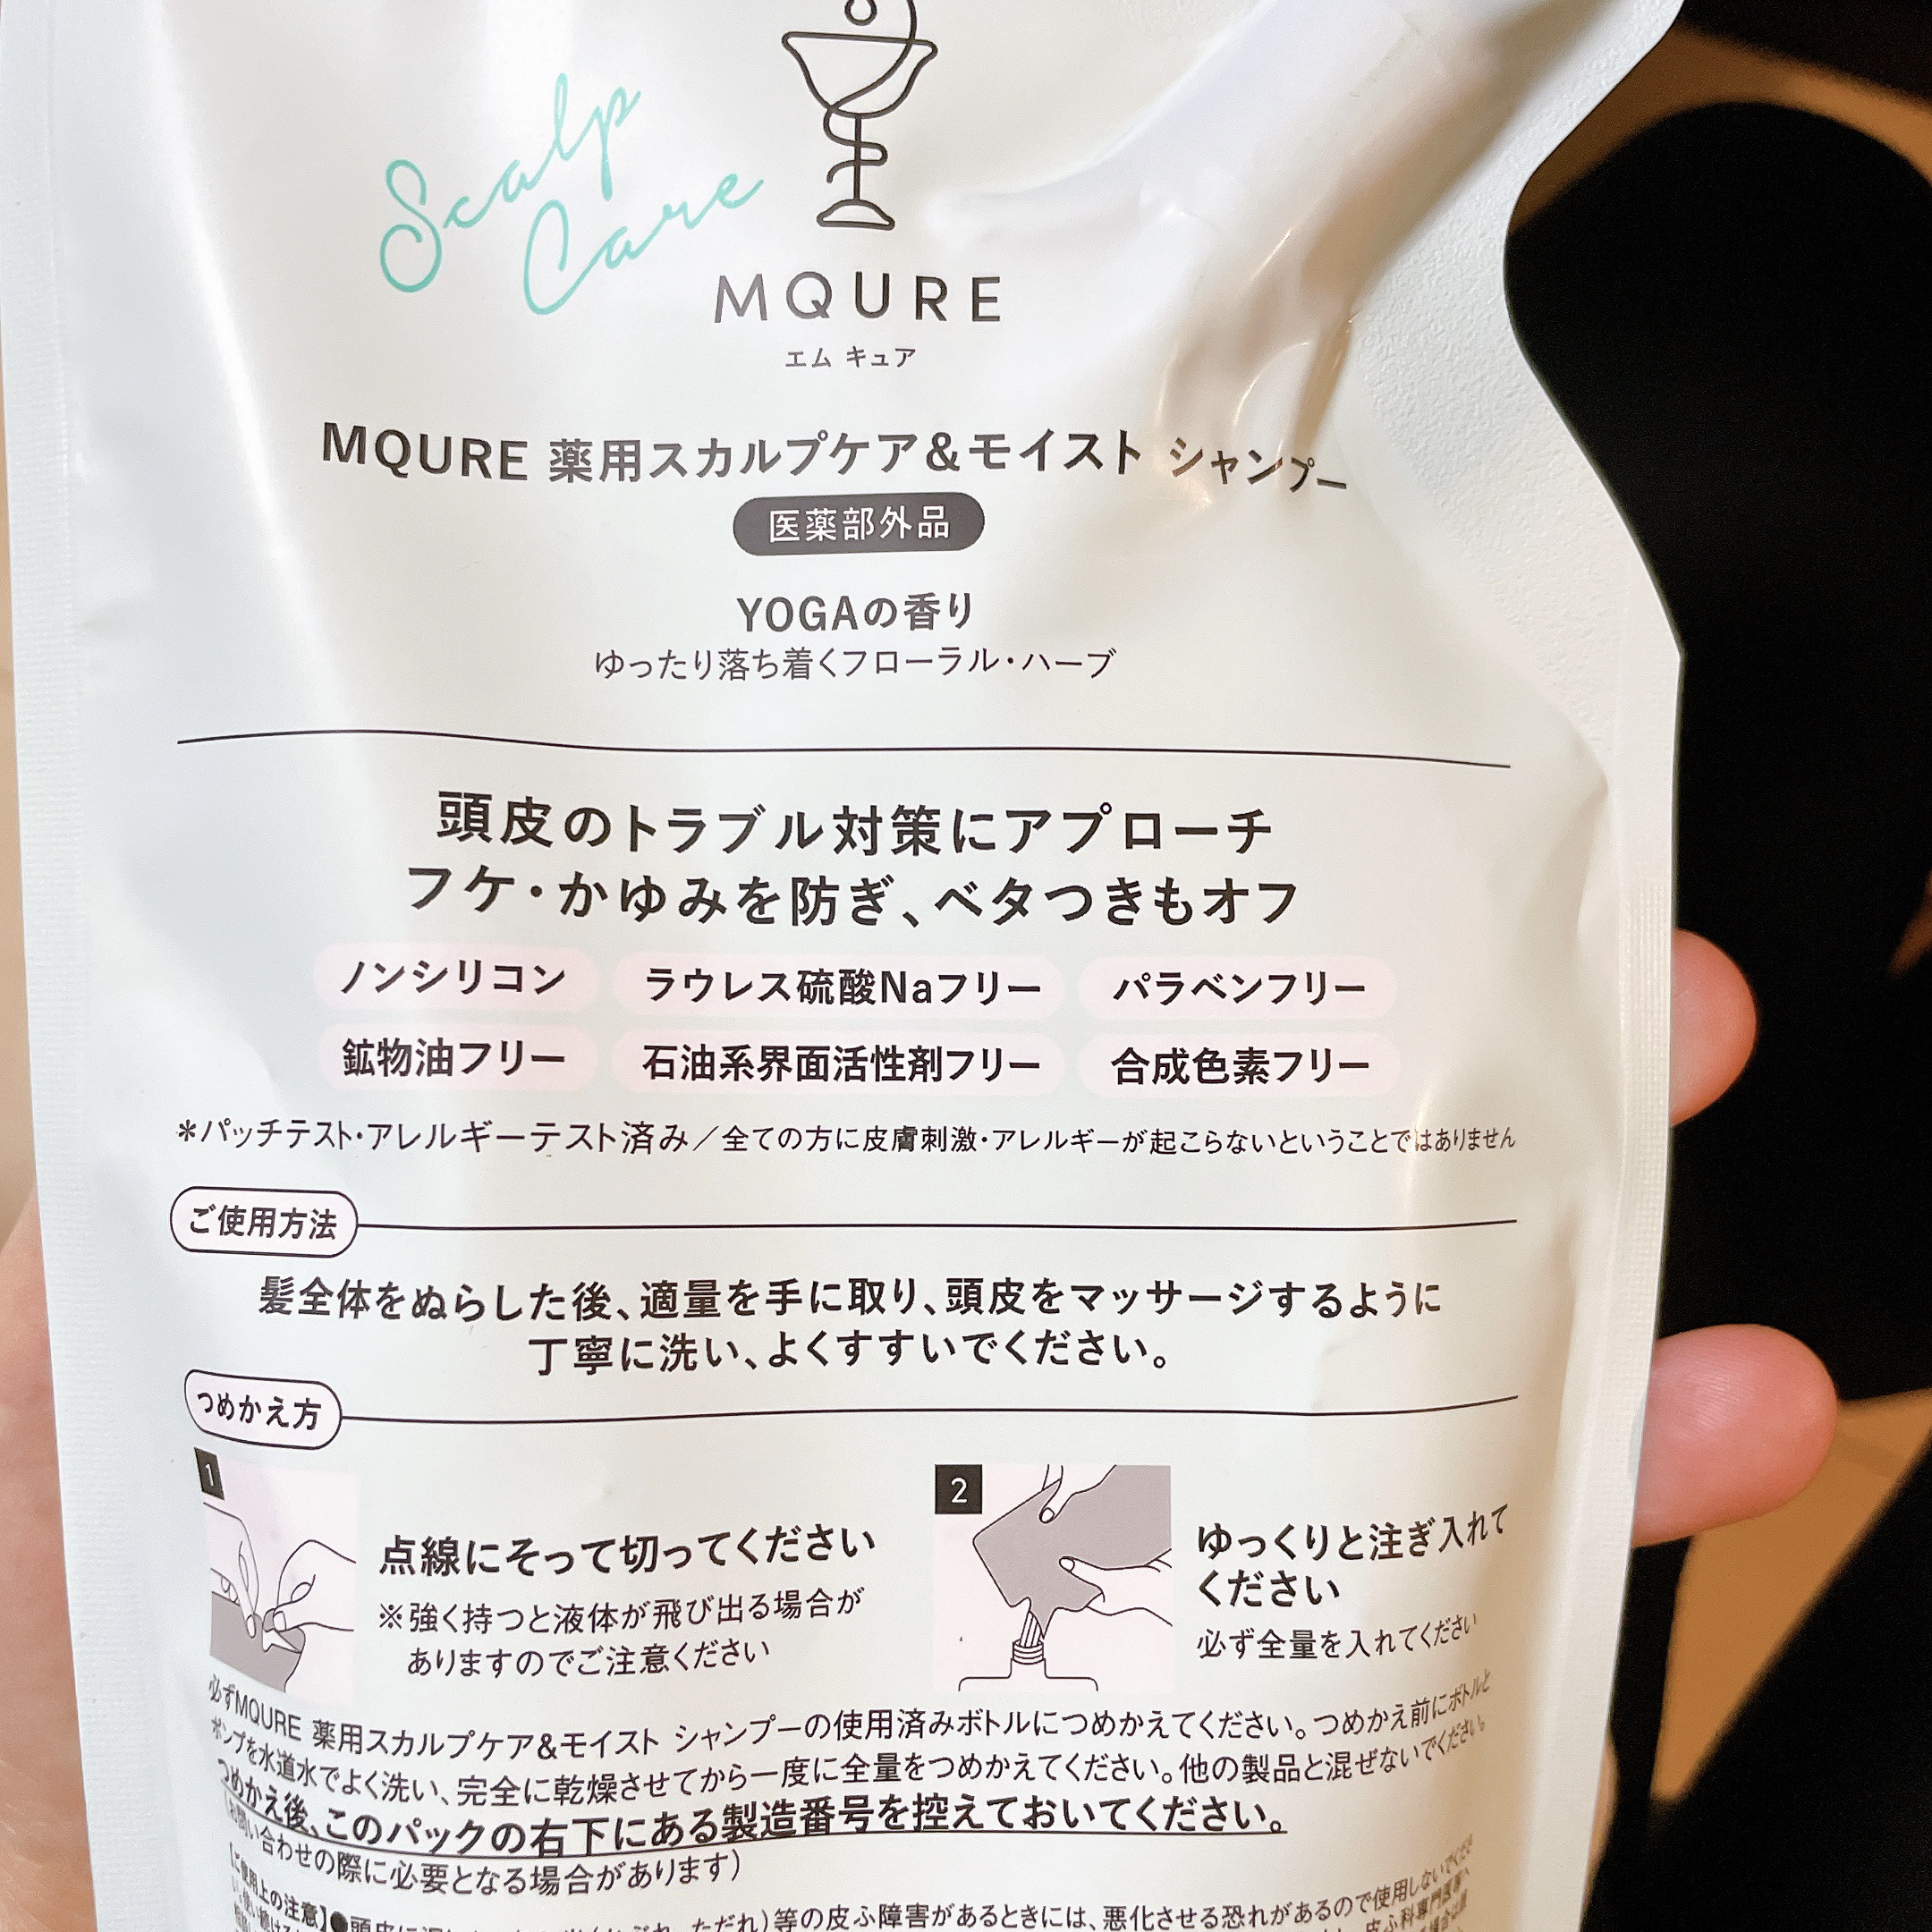 Scalp
Care
MQURE
エム キュア
MQURE 薬用スカルプケア&モイスト シャンプー
医薬部外品
YOGAの香り
ゆったり落ち着くフローラル・ハーブ
頭皮のトラブル対策にアプローチ
フケ・かゆみを防ぎ、ベタつきもオフ
ノンシリコン ラウレス硫酸Naフリー パラベンフリー
鉱物油フリー 石油系界面活性剤フリー 合成色素フリー
*パッチテスト・アレルギーテスト済み/全ての方に皮膚刺激・アレルギーが起こらないということではありません
ご使用方法
髪全体をぬらした後、適量を手に取り、頭皮をマッサージするように
丁寧に洗い、よくすすいでください。
つめかえ方
1
点線にそって切ってください
※強く持つと液体が飛び出る場合が
ありますのでご注意ください
2
ゆっくりと注ぎ入れて
ください
必ず全量を入れてください
必ずMQURE 薬用スカルプケア&モイスト シャンプーの使用済みボトルにつめかえてください。つめかえ前にボトルと
ポンプを水道水でよく洗い、完全に乾燥させてから一度に全量をつめかえてください。他の製品と混ぜないでください。
つめかえ後、このパックの右下にある製造番号を控えておいてください。
(お問い合わせの際に必要となる場合があります)
【ご使用上の注意】●頭皮に 等の皮ふ障害があるときには、悪化させる恐れがあるので使用しないでくださ